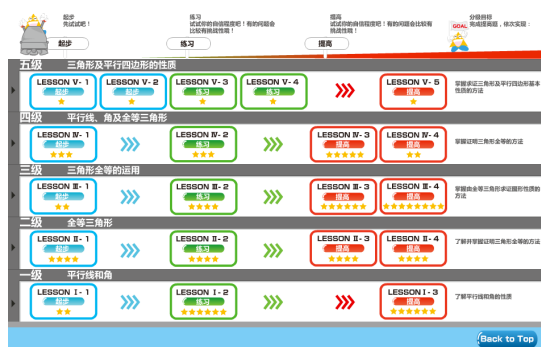 起步
先试试吧！
起步
练习
试试你的自信程度吧！有的问题会
比较有挑战性哦！
练习
提高
试试你的自信程度吧！有的问题会比较有
挑战性哦！
提高
GOAL
分级目标
完成提高篇，依次实现：
五级 三角形及平行四边形的性质
LESSON V-1
起步
LESSON V-2
起步
LESSON V-3
练习
LESSON V-4
练习
LESSON V-5
提高
掌握求证三角形及平行四边形基本
性质的方法
四级 平行线、角及全等三角形
LESSON Ⅳ-1
起步
LESSON Ⅳ-2
练习
LESSON Ⅳ-3
提高
LESSON Ⅳ-4
提高
掌握证明三角形全等的方法
三级 三角形全等的运用
LESSON Ⅲ-1
起步
LESSON Ⅲ-2
练习
LESSON Ⅲ-3
提高
LESSON Ⅲ-4
提高
掌握由全等三角形求证图形性质的
方法
二级 全等三角形
LESSON Ⅱ-1
起步
LESSON Ⅱ-2
练习
LESSON Ⅱ-3
提高
LESSON Ⅱ-4
提高
了解并掌握证明三角形全等的方法
一级 平行线和角
LESSON Ⅰ-1
起步
LESSON Ⅰ-2
练习
LESSON Ⅰ-3
提高
了解平行线和角的性质
Back to Top